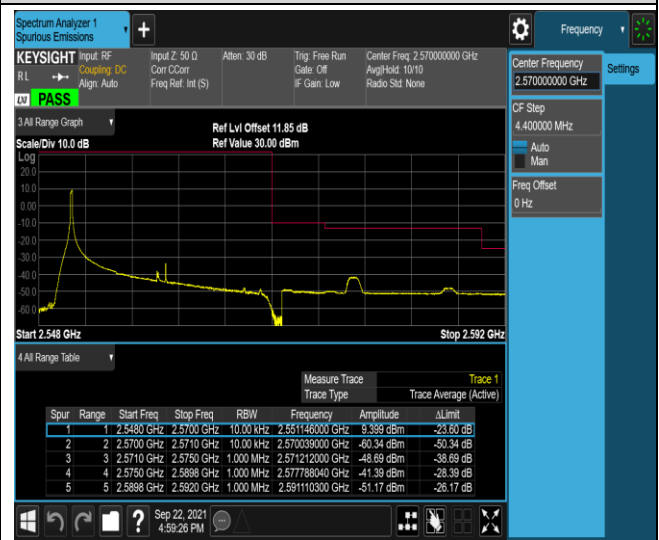 Spectrum Analyzer 1
Spurious Emissions
Frequency
KEYSIGHT Input: RF Input Z: 50 Ω Atten: 30 dB Trig: Free Run Center Freq: 2.570000000 GHz
R L Coupling: DC Corr CCorr Gate: Off Avg|Hold: 10/10
Align: Auto Freq Ref: Int (S) IF Gain: Low Radio Std: None
LXI PASS
Center Frequency
2.570000000 GHz
Settings
CF Step
4.400000 MHz
Auto
Man
Freq Offset
0 Hz
3 All Range Graph
Ref Lvl Offset 11.85 dB
Scale/Div 10.0 dB Ref Value 30.00 dBm
Log
20.0
10.0
0.00
-10.0
-20.0
-30.0
-40.0
-50.0
-60.0
Start 2.548 GHz Stop 2.592 GHz
4 All Range Table
Measure Trace Trace 1
Trace Type Trace Average (Active)
Spur Range Start Freq Stop Freq RBW Frequency Amplitude ΔLimit
1 1 2.5480 GHz 2.5700 GHz 10.00 kHz 2.551146000 GHz 9.399 dBm -23.60 dB
2 2 2.5700 GHz 2.5710 GHz 10.00 kHz 2.570039000 GHz -60.34 dBm -50.34 dB
3 3 2.5710 GHz 2.5750 GHz 1.000 MHz 2.571212000 GHz -48.69 dBm -38.69 dB
4 4 2.5750 GHz 2.5898 GHz 1.000 MHz 2.577788040 GHz -41.39 dBm -28.39 dB
5 5 2.5898 GHz 2.5920 GHz 1.000 MHz 2.591110300 GHz -51.17 dBm -26.17 dB
Sep 22, 2021
4:59:26 PM